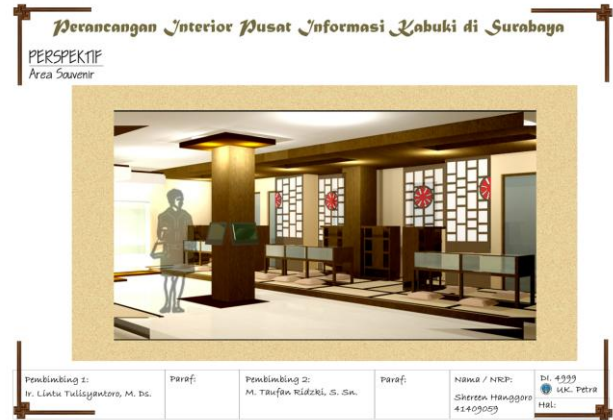 Perancangan Interior Pusat Informasi Kabuki di Surabaya
PERSPEKTIF
Area Souvenir
Pembimbing 1:
Ir. Lintu Tulisyantoro, M. Ds.
Paraf:
Pembimbing 2:
M. Taufan Ridzki, S. Sn.
Paraf:
Nama / NRP:
Shereen Hanggoro
41409059
DI. 4999
UK. Petra
Hal: